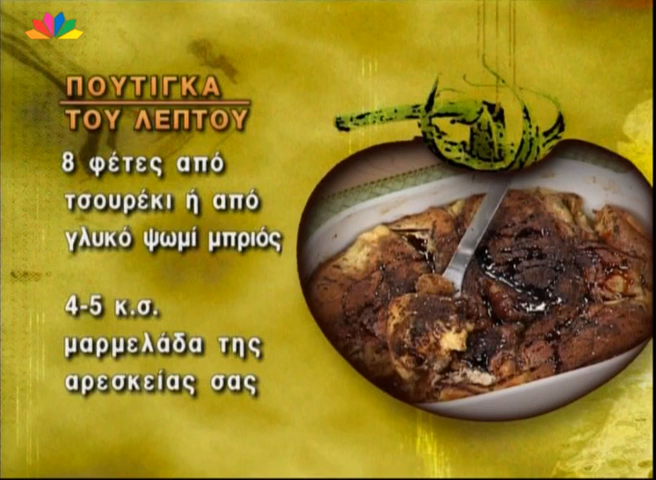 ΠΟΥΤΙΓΚΑ
ΤΟΥ ΛΕΠΤΟΥ
8 φέτες από
τσουρέκι ή από
γλυκό ψωμί μπριός
4-5 κ.σ.
μαρμελάδα της
αρεσκείας σας